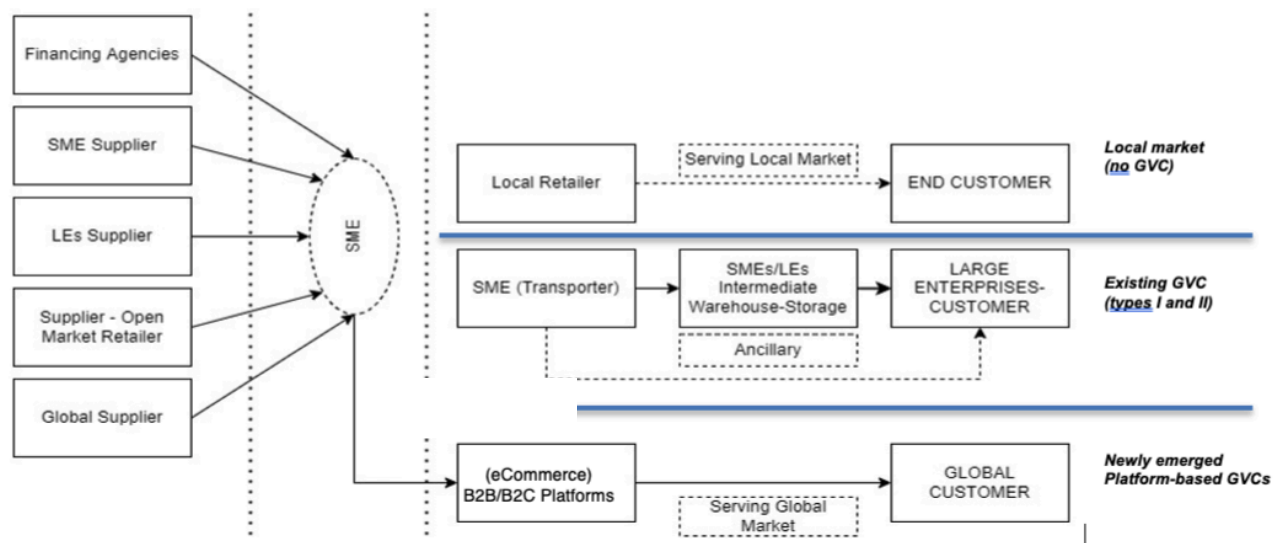 Financing Agencies
SME Supplier
LEs Supplier
Supplier - Open
Market Retailer
Global Supplier
SME
Local Retailer
Serving Local Market
END CUSTOMER
Local market
(no GVC)
SME (Transporter)
SMEs/LEs
Intermediate
Warehouse-Storage
LARGE
ENTERPRISES-
CUSTOMER
Existing GVC
(types I and II)
Ancillary
(eCommerce)
B2B/B2C Platforms
Serving Global
Market
GLOBAL
CUSTOMER
Newly emerged
Platform-based GVCs